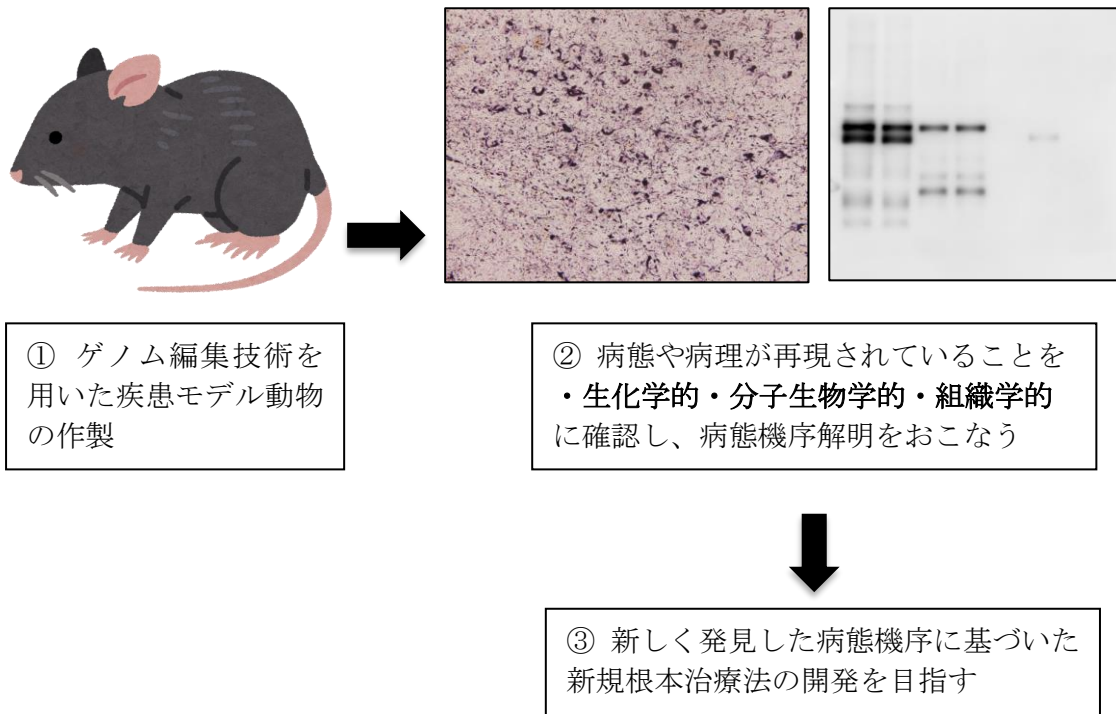 ① ゲノム編集技術を
用いた疾患モデル動物
の作製
② 病態や病理が再現されていることを
・生化学的・分子生物学的・組織学的
に確認し、病態機序解明をおこなう
③ 新しく発見した病態機序に基づいた
新規根本治療法の開発を目指す